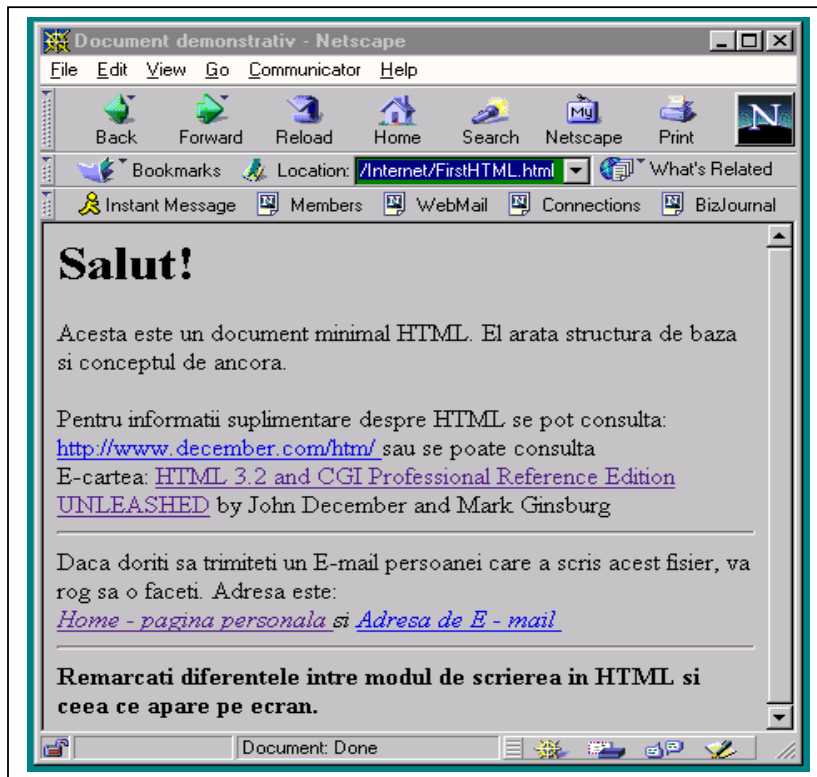 Document demonstrativ - Netscape
File Edit View Go Communicator Help
Back Forward Reload Home Search Netscape Print
My
N
Bookmarks Location: /Internet/FirstHTML.html What's Related
Instant Message Members WebMail Connections BizJournal
Salut!
Acesta este un document minimal HTML. El arata structura de baza
si conceptul de ancora.
Pentru informatii suplimentare despre HTML se pot consulta:
http://www.december.com/htm/ sau se poate consulta
E-cartea: HTML 3.2 and CGI Professional Reference Edition
UNLEASHED by John December and Mark Ginsburg
Daca doriti sa trimiteti un E-mail persoanei care a scris acest fisier, va
rog sa o faceti. Adresa este:
Home - pagina personala si Adresa de E - mail
Remarcati diferentele intre modul de scrierea in HTML si
ceea ce apare pe ecran.
Document: Done